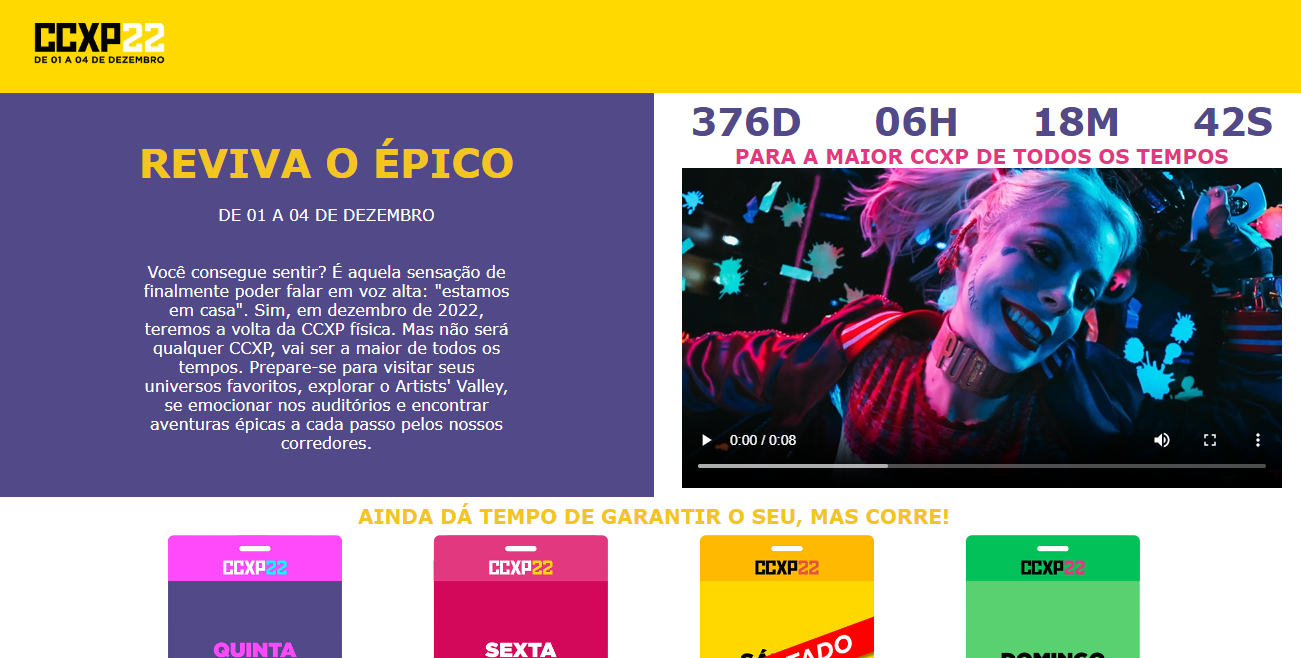 CCXP22
DE 01 A 04 DE DEZEMBRO
REVIVA O ÉPICO
DE 01 A 04 DE DEZEMBRO
Você consegue sentir? É aquela sensação de
finalmente poder falar em voz alta: "estamos
em casa". Sim, em dezembro de 2022,
teremos a volta da CCXP física. Mas não será
qualquer CCXP, vai ser a maior de todos os
tempos. Prepare-se para visitar seus
universos favoritos, explorar o Artists' Valley,
se emocionar nos auditórios e encontrar
aventuras épicas a cada passo pelos nossos
corredores.
376D 06H 18M 42S
PARA A MAIOR CCXP DE TODOS OS TEMPOS
0:00 / 0:08
AINDA DÁ TEMPO DE GARANTIR O SEU, MAS CORRE!
CCXP22
QUINTA
CCXP22
SEXTA
CCXP22
CCXP22
DOMINGO